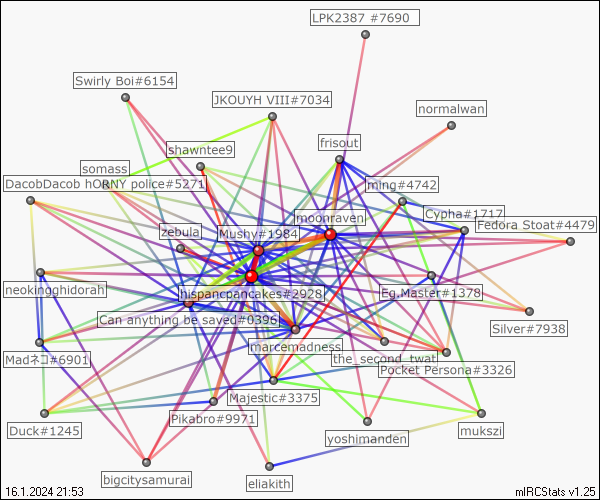 LPK2387 #7690
Swirly Boi#6154
JKOUYH VIII#7034
normalwan
frisout
shawntee9
somass
DacobDacob hORNY police#5271
ming#4742
Cypha#1717
moonraven
Fedora Stoat#4479
zebula
Mushy#1984
neokingghidorah
hispancpancakes#2928
Eg.Master#1378
Can anything be saved#0396
Silver#7938
marcemadness
Madネコ#6901
the_second_twat
Pocket Persona#3326
Majestic#3375
Pikabro#9971
Duck#1245
yoshimanden
mukszi
bigcitysamurai
eliakith
16.1.2024 21:53
mIRCStats v1.25